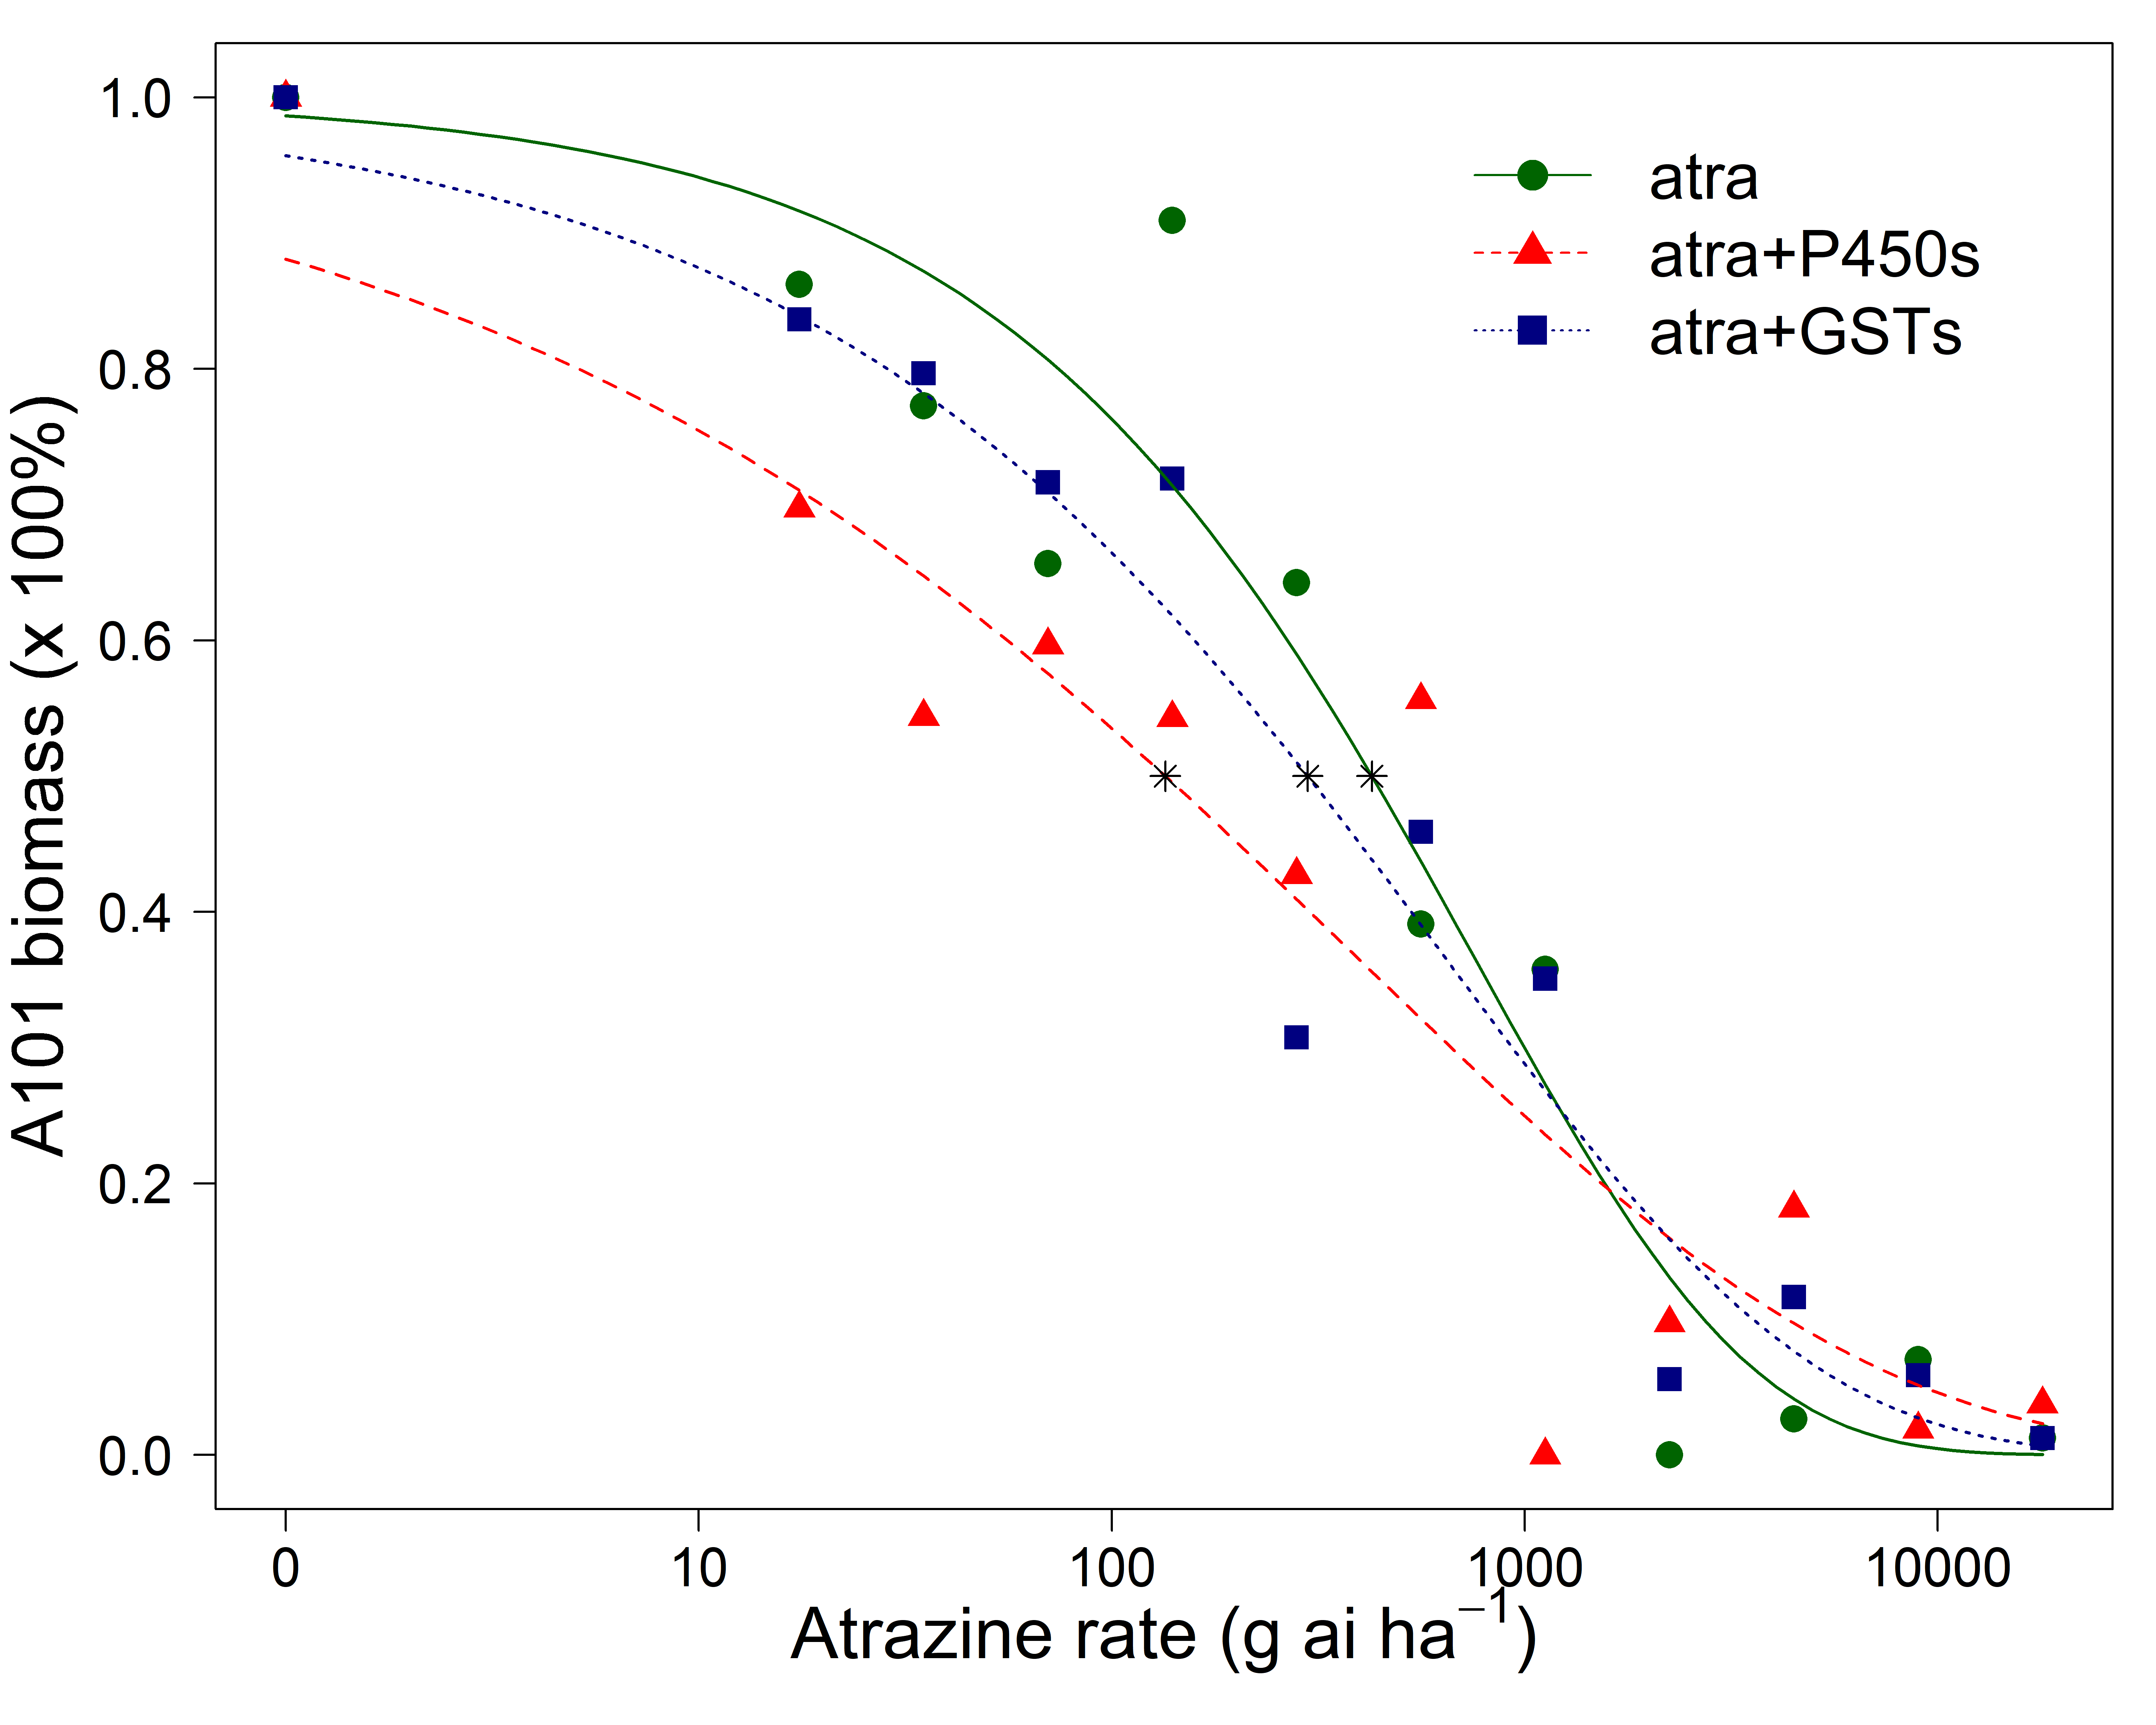 atra
atra+P450s
atra+GSTs
1.0
0.8
0.6
0.4
0.2
0.0
A101 biomass (x 100%)
0 10 100 1000 10000
Atrazine rate (g ai ha⁻¹)